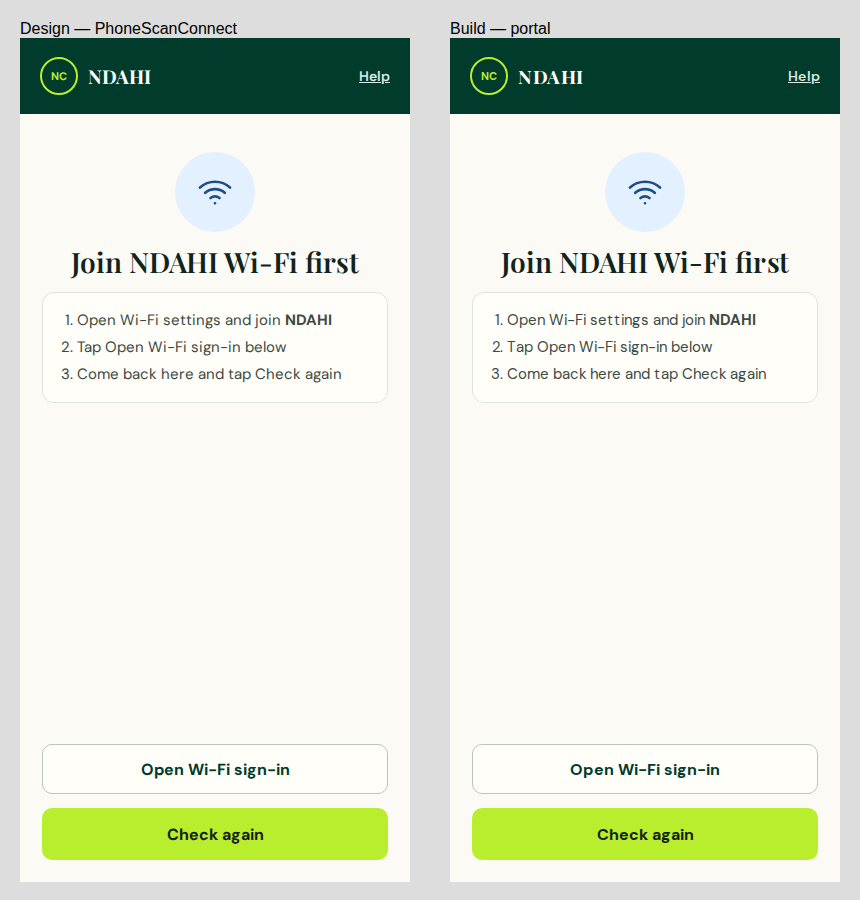 Design — PhoneScanConnect
NC NDAHI Help
Join NDAHI Wi-Fi first
1. Open Wi-Fi settings and join NDAHI
2. Tap Open Wi-Fi sign-in below
3. Come back here and tap Check again
Open Wi-Fi sign-in
Check again
Build — portal
NC NDAHI Help
Join NDAHI Wi-Fi first
1. Open Wi-Fi settings and join NDAHI
2. Tap Open Wi-Fi sign-in below
3. Come back here and tap Check again
Open Wi-Fi sign-in
Check again